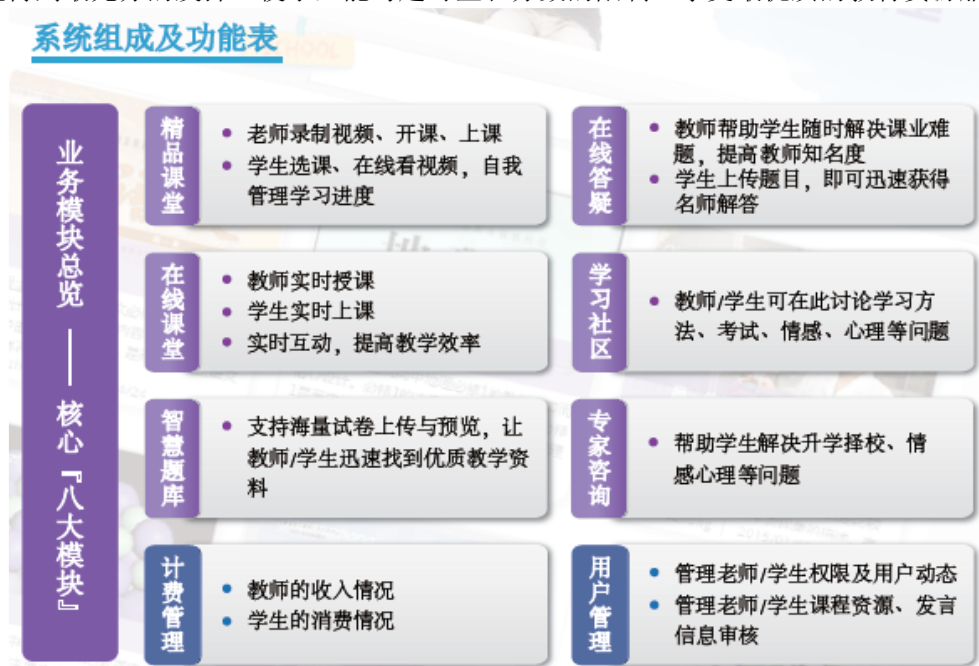 系统组成及功能表
业务模块总览 —— 核心『八大模块』
精品课堂
• 老师录制视频、开课、上课
• 学生选课、在线看视频，自我
管理学习进度
在线答疑
• 教师帮助学生随时解决课业难
题，提高教师知名度
• 学生上传题目，即可迅速获得
名师解答
在线课堂
• 教师实时授课
• 学生实时上课
• 实时互动，提高教学效率
学习社区
• 教师/学生可在此讨论学习方
法、考试、情感、心理等问题
智慧题库
• 支持海量试卷上传与预览，让
教师/学生迅速找到优质教学资
料
专家咨询
• 帮助学生解决升学择校、情
感心理等问题
计费管理
• 教师的收入情况
• 学生的消费情况
用户管理
• 管理老师/学生权限及用户动态
• 管理老师/学生课程资源、发言
信息审核